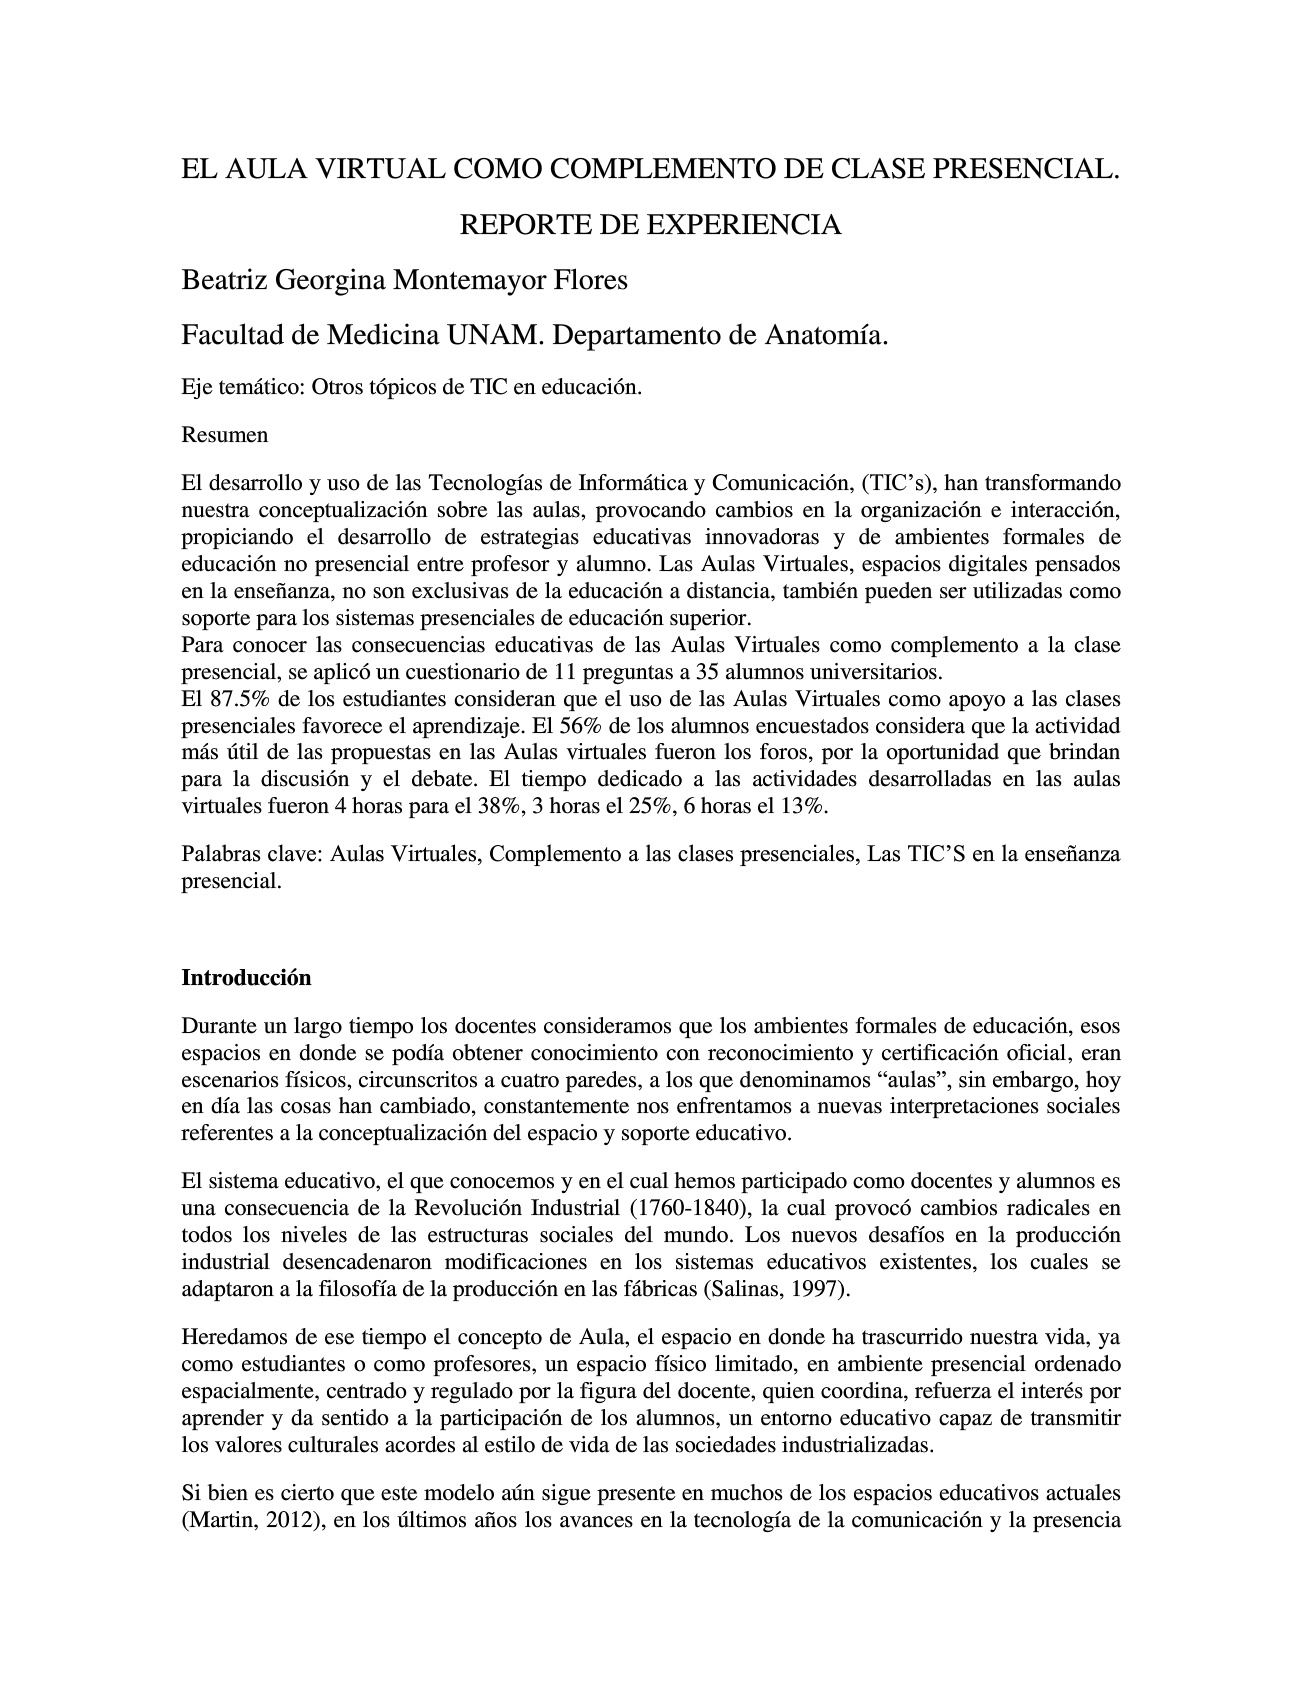 EL AULA VIRTUAL COMO COMPLEMENTO DE CLASE PRESENCIAL.
REPORTE DE EXPERIENCIA
Beatriz Georgina Montemayor Flores
Facultad de Medicina UNAM. Departamento de Anatomía.
Eje temático: Otros tópicos de TIC en educación.
Resumen
El desarrollo y uso de las Tecnologías de Informática y Comunicación, (TIC’s), han transformando
nuestra conceptualización sobre las aulas, provocando cambios en la organización e interacción,
propiciando el desarrollo de estrategias educativas innovadoras y de ambientes formales de
educación no presencial entre profesor y alumno. Las Aulas Virtuales, espacios digitales pensados
en la enseñanza, no son exclusivas de la educación a distancia, también pueden ser utilizadas como
soporte para los sistemas presenciales de educación superior.
Para conocer las consecuencias educativas de las Aulas Virtuales como complemento a la clase
presencial, se aplicó un cuestionario de 11 preguntas a 35 alumnos universitarios.
El 87.5% de los estudiantes consideran que el uso de las Aulas Virtuales como apoyo a las clases
presenciales favorece el aprendizaje. El 56% de los alumnos encuestados considera que la actividad
más útil de las propuestas en las Aulas virtuales fueron los foros, por la oportunidad que brindan
para la discusión y el debate. El tiempo dedicado a las actividades desarrolladas en las aulas
virtuales fueron 4 horas para el 38%, 3 horas el 25%, 6 horas el 13%.
Palabras clave: Aulas Virtuales, Complemento a las clases presenciales, Las TIC’S en la enseñanza
presencial.
Introducción
Durante un largo tiempo los docentes consideramos que los ambientes formales de educación, esos
espacios en donde se podía obtener conocimiento con reconocimiento y certificación oficial, eran
escenarios físicos, circunscritos a cuatro paredes, a los que denominamos “aulas”, sin embargo, hoy
en día las cosas han cambiado, constantemente nos enfrentamos a nuevas interpretaciones sociales
referentes a la conceptualización del espacio y soporte educativo.
El sistema educativo, el que conocemos y en el cual hemos participado como docentes y alumnos es
una consecuencia de la Revolución Industrial (1760-1840), la cual provocó cambios radicales en
todos los niveles de las estructuras sociales del mundo. Los nuevos desafíos en la producción
industrial desencadenaron modificaciones en los sistemas educativos existentes, los cuales se
adaptaron a la filosofía de la producción en las fábricas (Salinas, 1997).
Heredamos de ese tiempo el concepto de Aula, el espacio en donde ha trascurrido nuestra vida, ya
como estudiantes o como profesores, un espacio físico limitado, en ambiente presencial ordenado
espacialmente, centrado y regulado por la figura del docente, quien coordina, refuerza el interés por
aprender y da sentido a la participación de los alumnos, un entorno educativo capaz de transmitir
los valores culturales acordes al estilo de vida de las sociedades industrializadas.
Si bien es cierto que este modelo aún sigue presente en muchos de los espacios educativos actuales
(Martin, 2012), en los últimos años los avances en la tecnología de la comunicación y la presencia